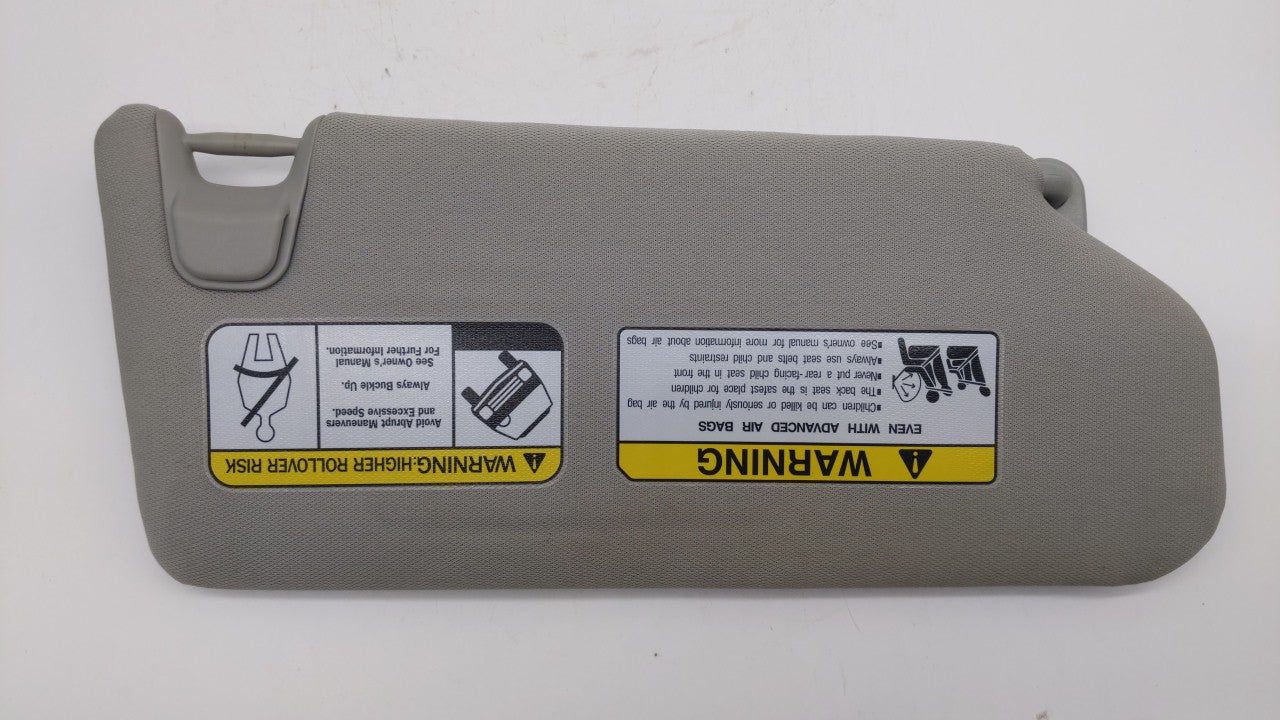 WARNING
EVEN WITH ADVANCED AIR BAGS
▪Children can be killed or seriously injured by the air bag
▪The back seat is the safest place for children
▪Never put a rear-facing child seat in the front
▪Always use seat belts and child restraints
▪See owner's manual for more information about air bags
WARNING:HIGHER ROLLOVER RISK
Avoid Abrupt Maneuvers
and Excessive Speed.
Always Buckle Up.
See Owner's Manual
For Further Information.